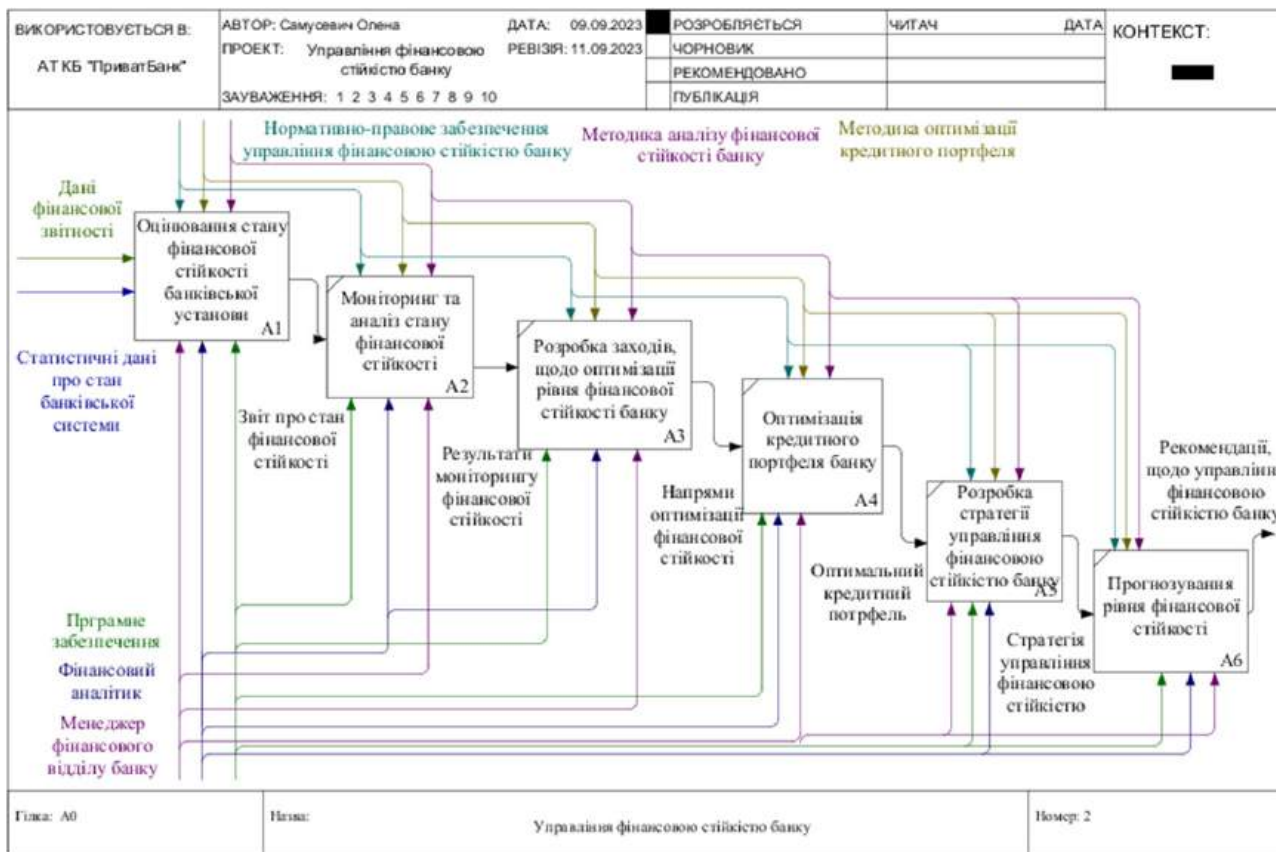 ВИКОРИСТОВУЄТЬСЯ В:
АТ КБ "ПриватБанк"
АВТОР: Самусевич Олена
ДАТА: 09.09.2023
ПРОЕКТ: Управління фінансовою
стійкістю банку
РЕВІЗІЯ: 11.09.2023
ЗАУВАЖЕННЯ: 1 2 3 4 5 6 7 8 9 10
РОЗРОБЛЯЄТЬСЯ
ЧОРНОВИК
РЕКОМЕНДОВАНО
ПУБЛІКАЦІЯ
ЧИТАЧ
ДАТА
КОНТЕКСТ:
Нормативно-правове забезпечення
управління фінансовою стійкістю банку
Методика аналізу фінансової
стійкості банку
Методика оптимізації
кредитного портфеля
Дані
фінансової
звітності
Статистичні дані
про стан
банківської
системи
Оцінювання стану
фінансової
стійкості
банківської
установи
A1
Моніторинг та
аналіз стану
фінансової
стійкості
A2
Розробка заходів,
щодо оптимізації
рівня фінансової
стійкості банку
A3
Оптимізація
кредитного
портфеля банку
A4
Розробка
стратегії
управління
фінансовою
стійкістю банку
A5
Прогнозування
рівня фінансової
стійкості
A6
Звіт про стан
фінансової
стійкості
Результати
моніторингу
фінансової
стійкості
Напрями
оптимізації
фінансової
стійкості
Оптимальний
кредитний
потрфель
Стратегія
управління
фінансовою
стійкістю
Рекомендації,
щодо управління
фінансовою
стійкістю банку
Прграмне
забезпечення
Фінансовий
аналітик
Менеджер
фінансового
відділу банку
Гілка: A0
Назва:
Управління фінансовою стійкістю банку
Номер: 2